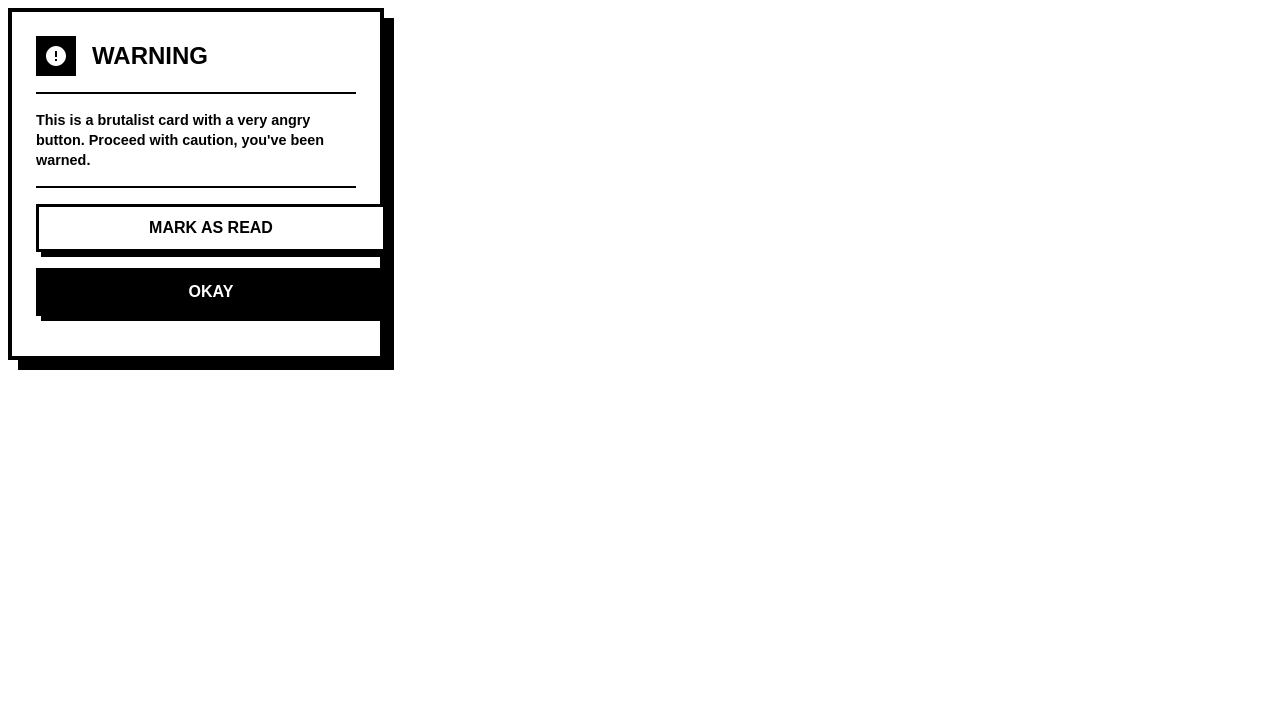 WARNING
This is a brutalist card with a very angry
button. Proceed with caution, you've been
warned.
MARK AS READ
OKAY